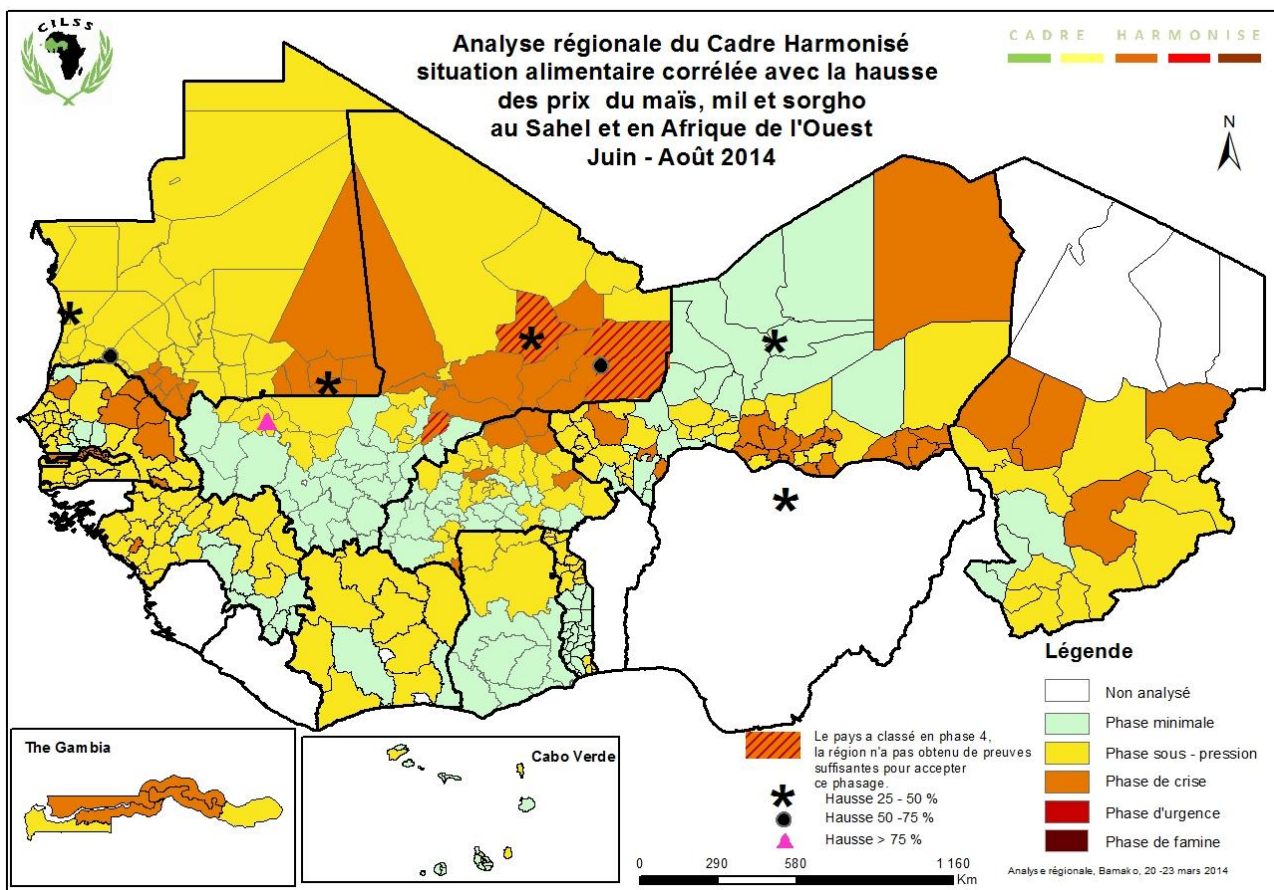 CILSS
Analyse régionale du Cadre Harmonisé
situation alimentaire corrélée avec la hausse
des prix du maïs, mil et sorgho
au Sahel et en Afrique de l'Ouest
Juin - Août 2014
CADRE HARMONISE
N
The Gambia
Cabo Verde
Le pays a classé en phase 4,
la région n'a pas obtenu de preuves
suffisantes pour accepter
ce phasage.
Hausse 25 - 50 %
Hausse 50 -75 %
Hausse > 75 %
0 290 580 1 160
Km
Légende
Non analysé
Phase minimale
Phase sous - pression
Phase de crise
Phase d'urgence
Phase de famine
Analyse régionale, Bamako, 20 -23 mars 2014